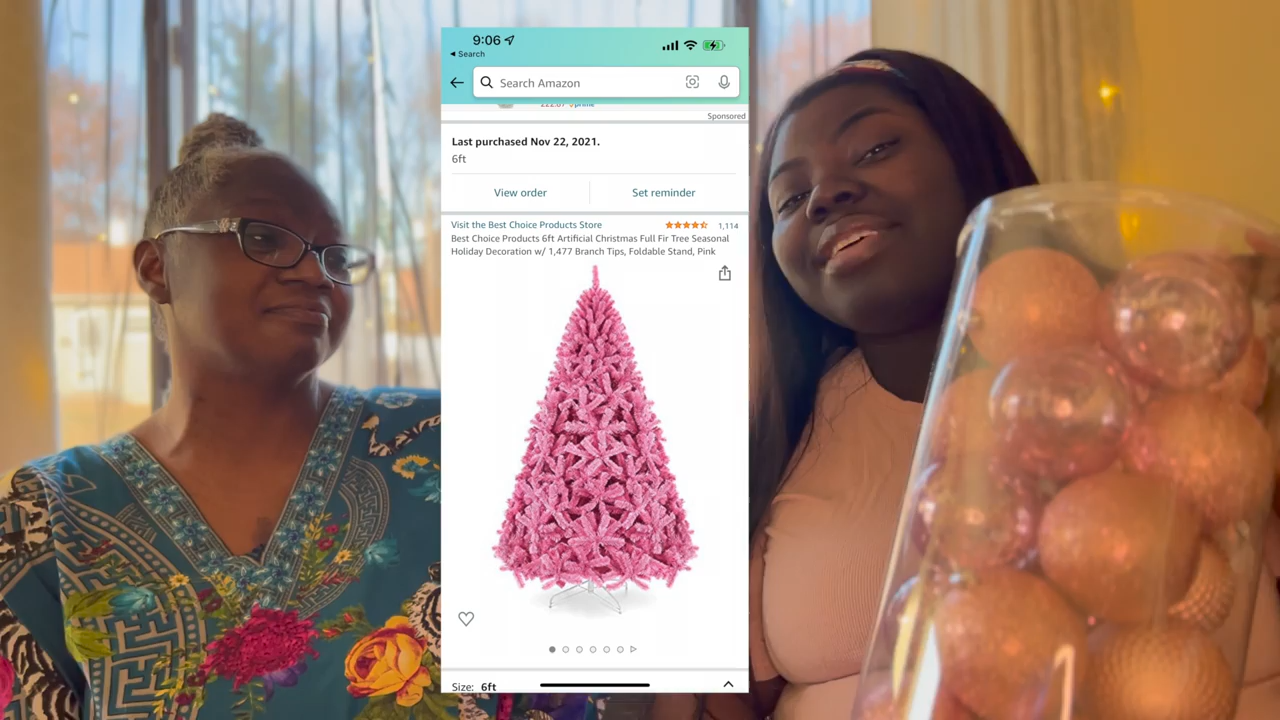 9:06
Search
Search Amazon
Sponsored
Last purchased Nov 22, 2021.
6ft
View order
Set reminder
Visit the Best Choice Products Store
1,114
Best Choice Products 6ft Artificial Christmas Full Fir Tree Seasonal
Holiday Decoration w/ 1,477 Branch Tips, Foldable Stand, Pink
Size: 6ft